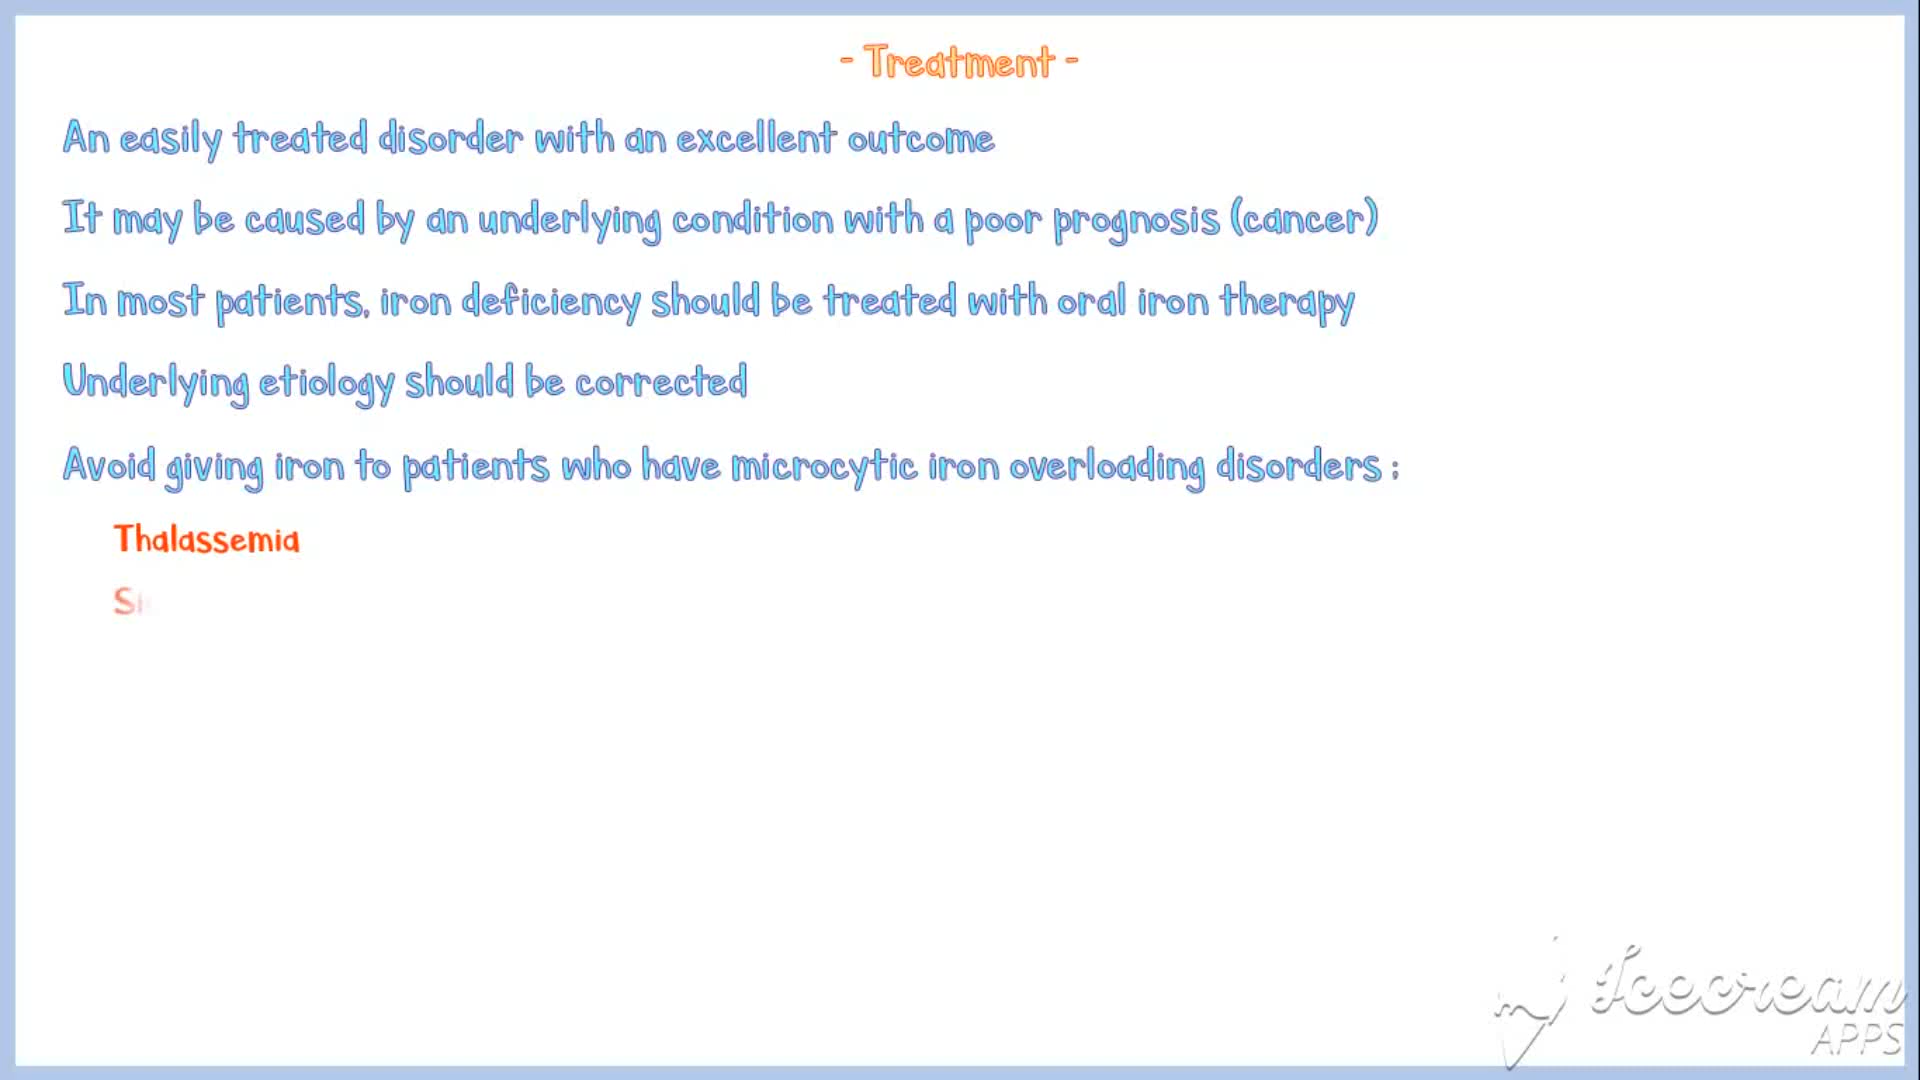 - Treatment -
An easily treated disorder with an excellent outcome
It may be caused by an underlying condition with a poor prognosis (cancer)
In most patients, iron deficiency should be treated with oral iron therapy
Underlying etiology should be corrected
Avoid giving iron to patients who have microcytic iron overloading disorders :
Thalassemia
Icecream
APPS